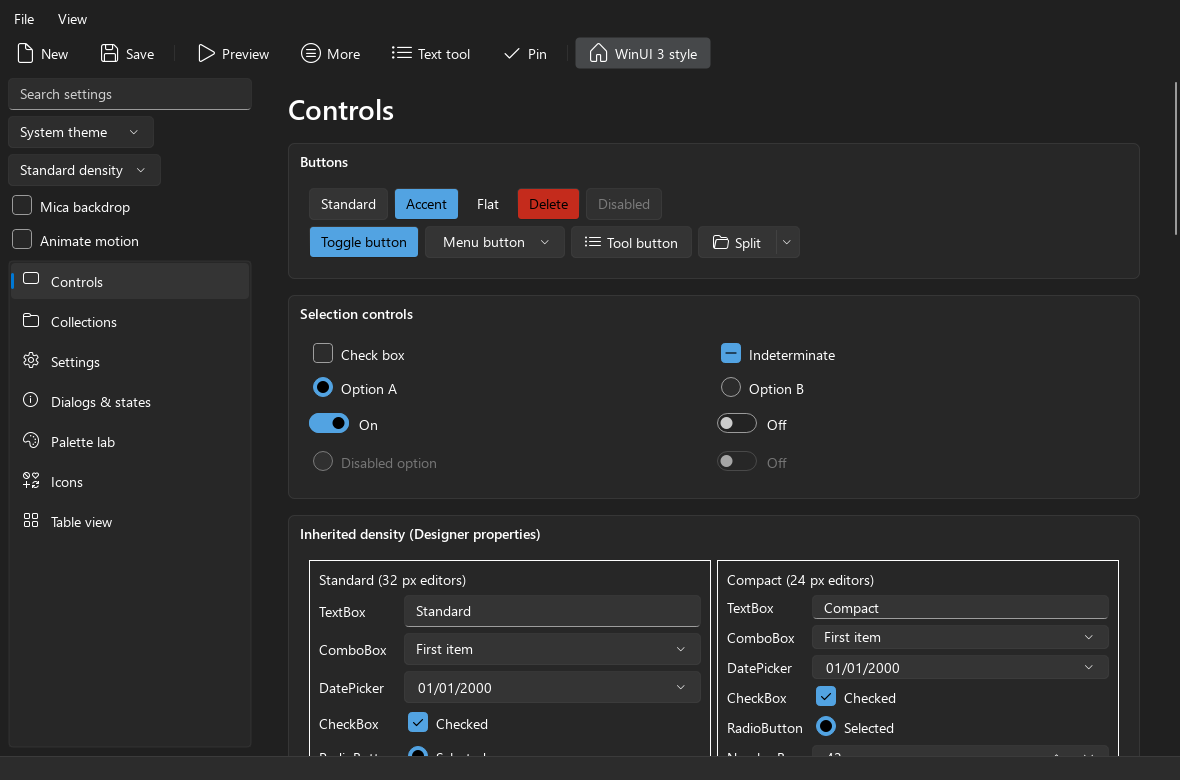 File View
New Save Preview More Text tool Pin WinUI 3 style
Search settings
System theme
Standard density
Mica backdrop
Animate motion
Controls
Collections
Settings
Dialogs & states
Palette lab
Icons
Table view
Controls
Buttons
Standard Accent Flat Delete Disabled
Toggle button Menu button Tool button Split
Selection controls
Check box Indeterminate
Option A Option B
On Off
Disabled option Off
Inherited density (Designer properties)
Standard (32 px editors)
TextBox Standard
ComboBox First item
DatePicker 01/01/2000
CheckBox Checked
Compact (24 px editors)
TextBox Compact
ComboBox First item
DatePicker 01/01/2000
CheckBox Checked
RadioButton Selected